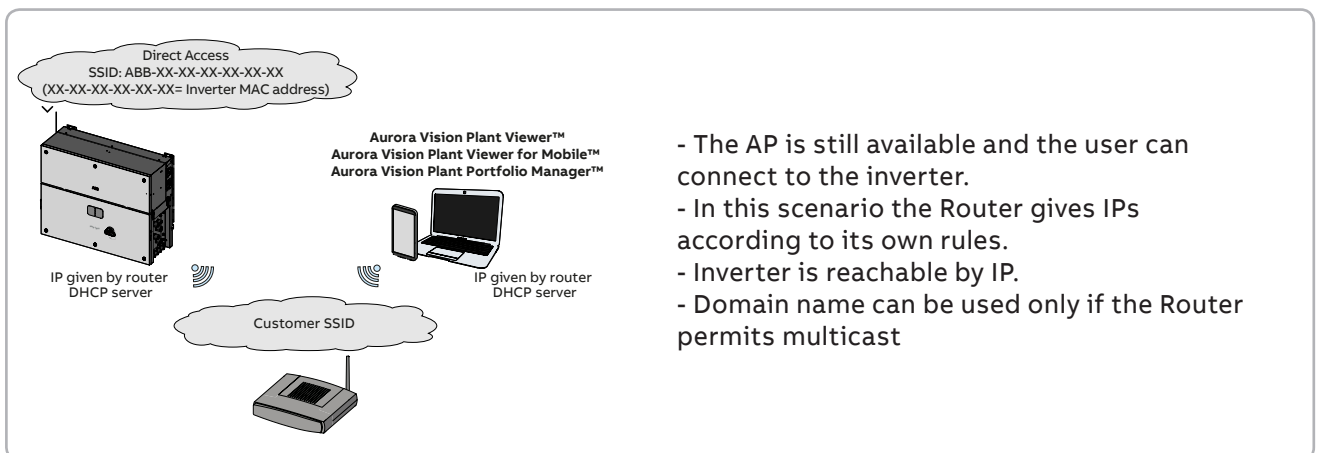 Direct Access
SSID: ABB-XX-XX-XX-XX-XX-XX
(XX-XX-XX-XX-XX-XX= Inverter MAC address)
Aurora Vision Plant Viewer™
Aurora Vision Plant Viewer for Mobile™
Aurora Vision Plant Portfolio Manager™
IP given by router
DHCP server
IP given by router
DHCP server
Customer SSID
- The AP is still available and the user can
connect to the inverter.
- In this scenario the Router gives IPs
according to its own rules.
- Inverter is reachable by IP.
- Domain name can be used only if the Router
permits multicast